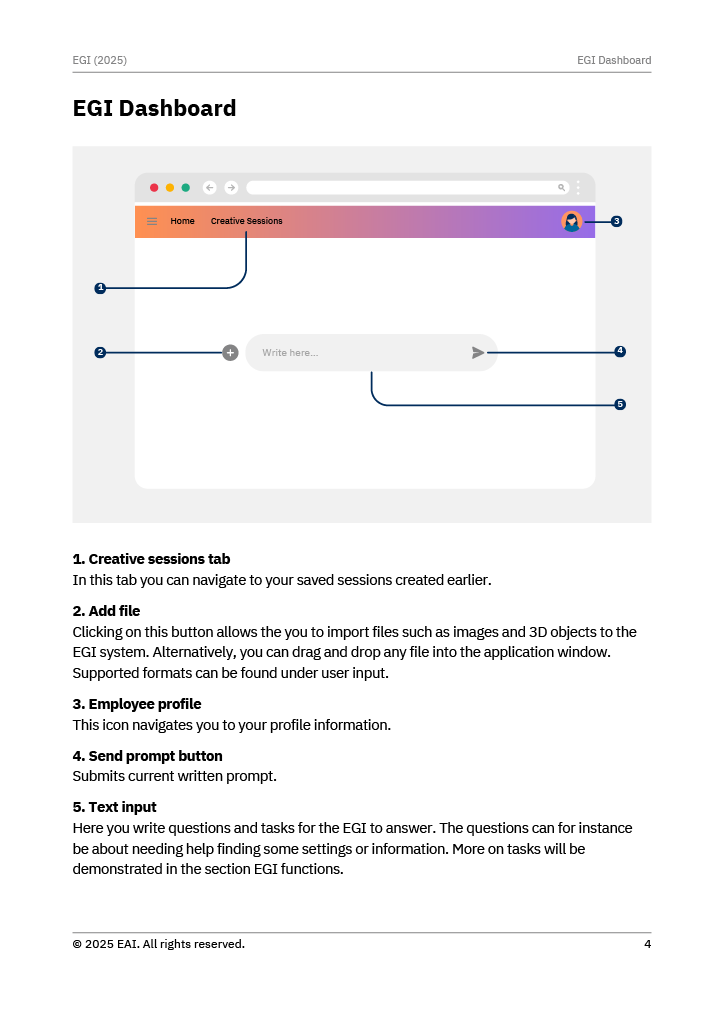 EGI (2025) EGI Dashboard
EGI Dashboard
Home Creative Sessions
3
1
2 Write here... 4
5
1. Creative sessions tab
In this tab you can navigate to your saved sessions created earlier.
2. Add file
Clicking on this button allows the you to import files such as images and 3D objects to the
EGI system. Alternatively, you can drag and drop any file into the application window.
Supported formats can be found under user input.
3. Employee profile
This icon navigates you to your profile information.
4. Send prompt button
Submits current written prompt.
5. Text input
Here you write questions and tasks for the EGI to answer. The questions can for instance
be about needing help finding some settings or information. More on tasks will be
demonstrated in the section EGI functions.
© 2025 EAI. All rights reserved. 4